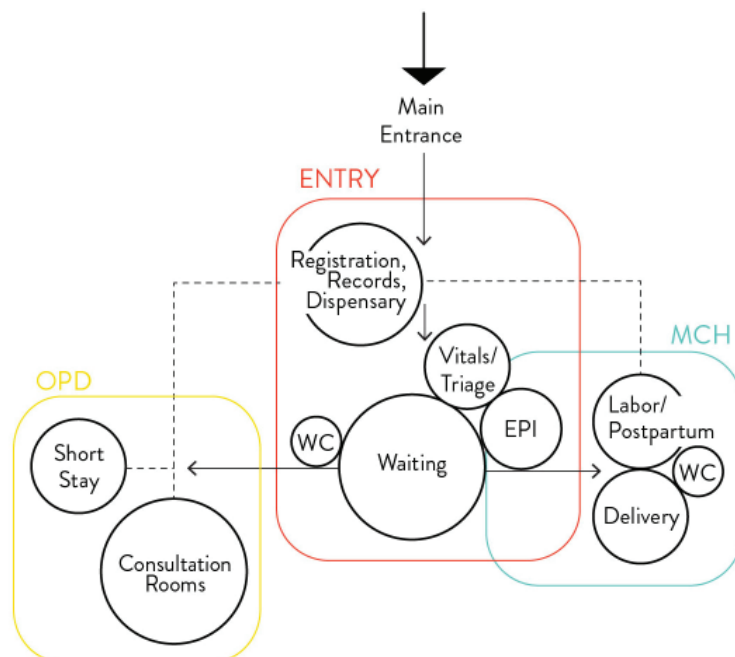 Main
Entrance
ENTRY
Registration,
Records,
Dispensary
Vitals/
Triage
MCH
OPD
Short
Stay
WC
Waiting
EPI
Labor/
Postpartum
WC
Delivery
Consultation
Rooms